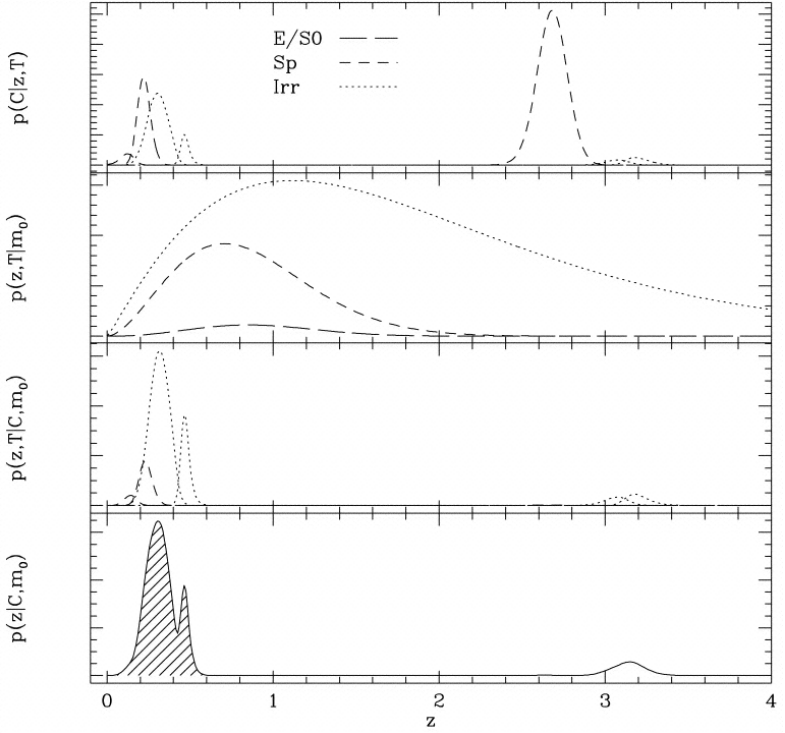 p(C|z,T)
E/S0
Sp
Irr
p(z,T|m₀)
p(z,T|C,m₀)
p(z|C,m₀)
0 1 2 3 4
z